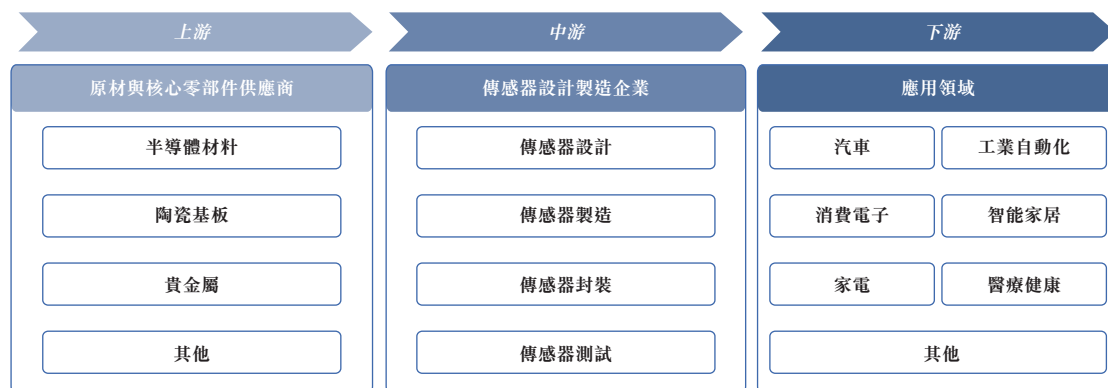 上游
中游
下游
原材與核心零部件供應商
傳感器設計製造企業
應用領域
半導體材料
傳感器設計
汽車
工業自動化
陶瓷基板
傳感器製造
消費電子
智能家居
貴金屬
傳感器封裝
家電
醫療健康
其他
傳感器測試
其他